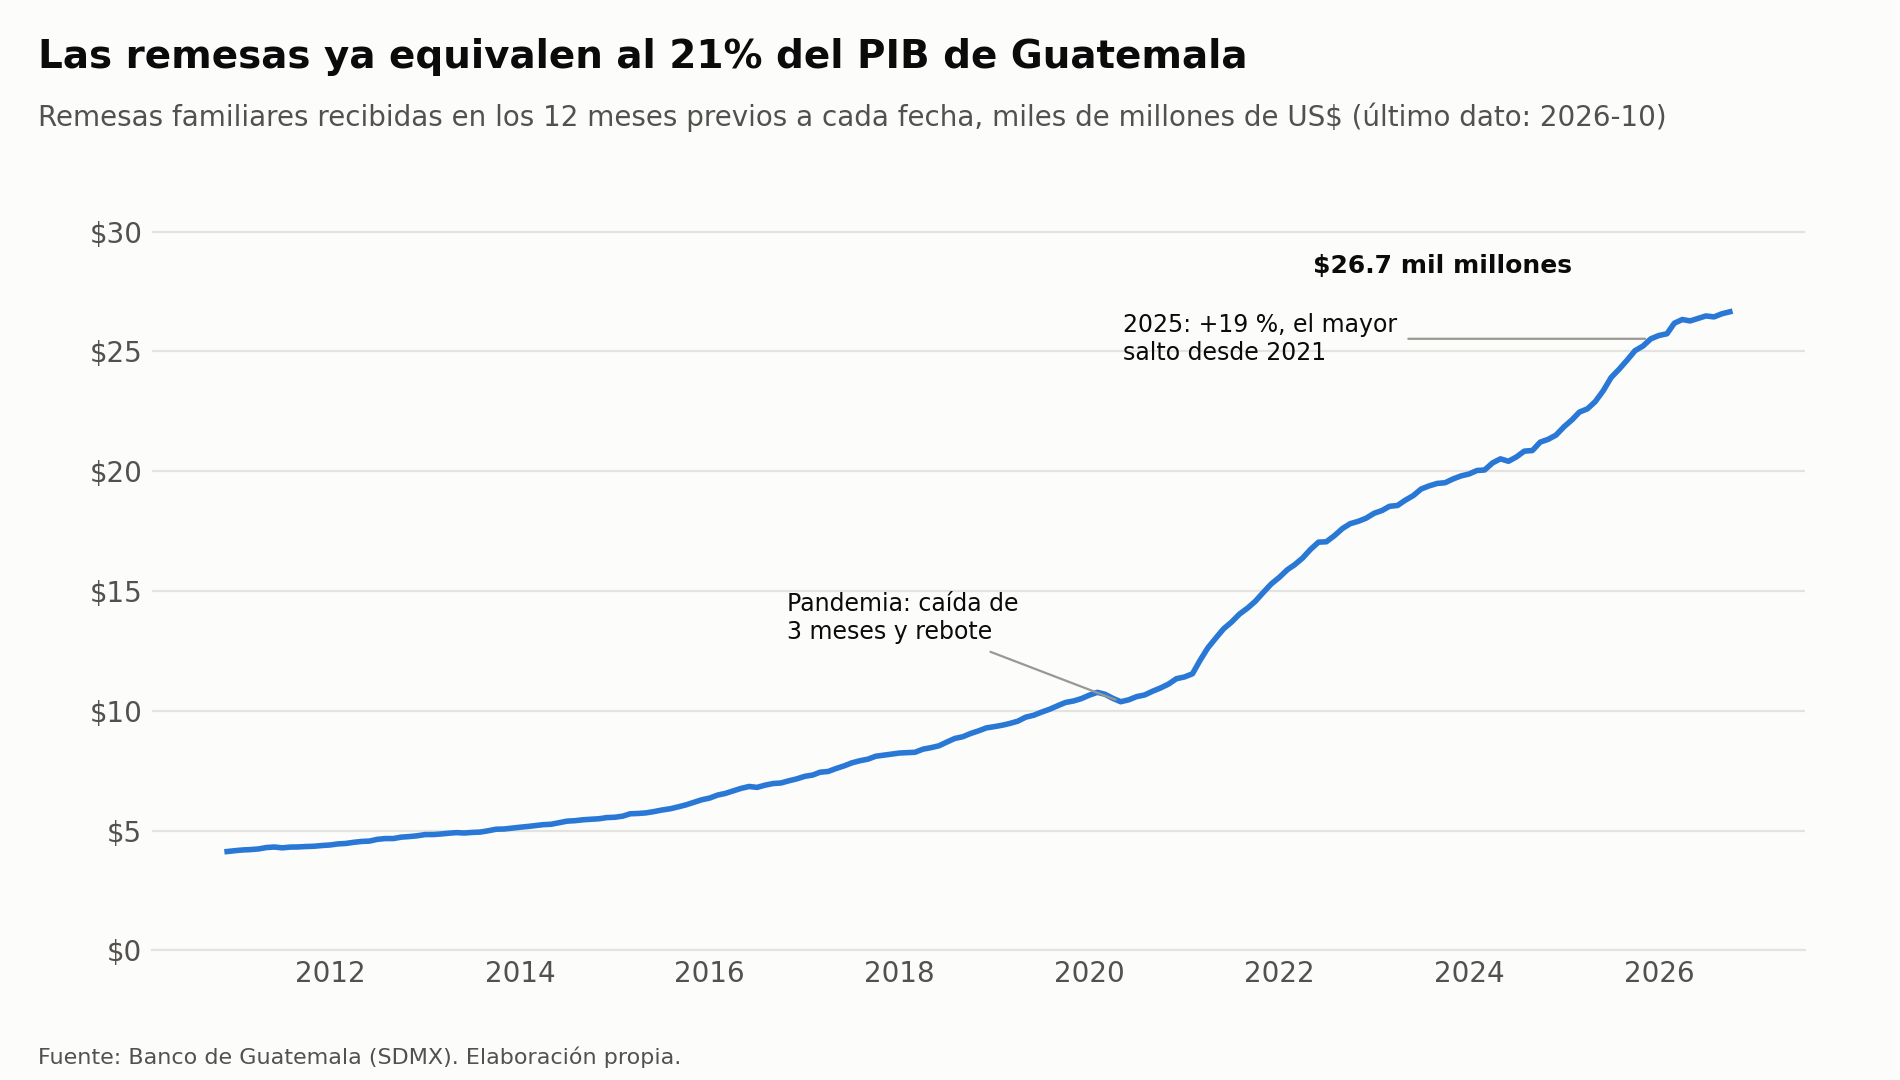 Las remesas ya equivalen al 21% del PIB de Guatemala
Remesas familiares recibidas en los 12 meses previos a cada fecha, miles de millones de US$ (último dato: 2026-10)
$30
$26.7 mil millones
2025: +19 %, el mayor
salto desde 2021
$25
$20
$15
Pandemia: caída de
3 meses y rebote
$10
$5
$0
2012 2014 2016 2018 2020 2022 2024 2026
Fuente: Banco de Guatemala (SDMX). Elaboración propia.